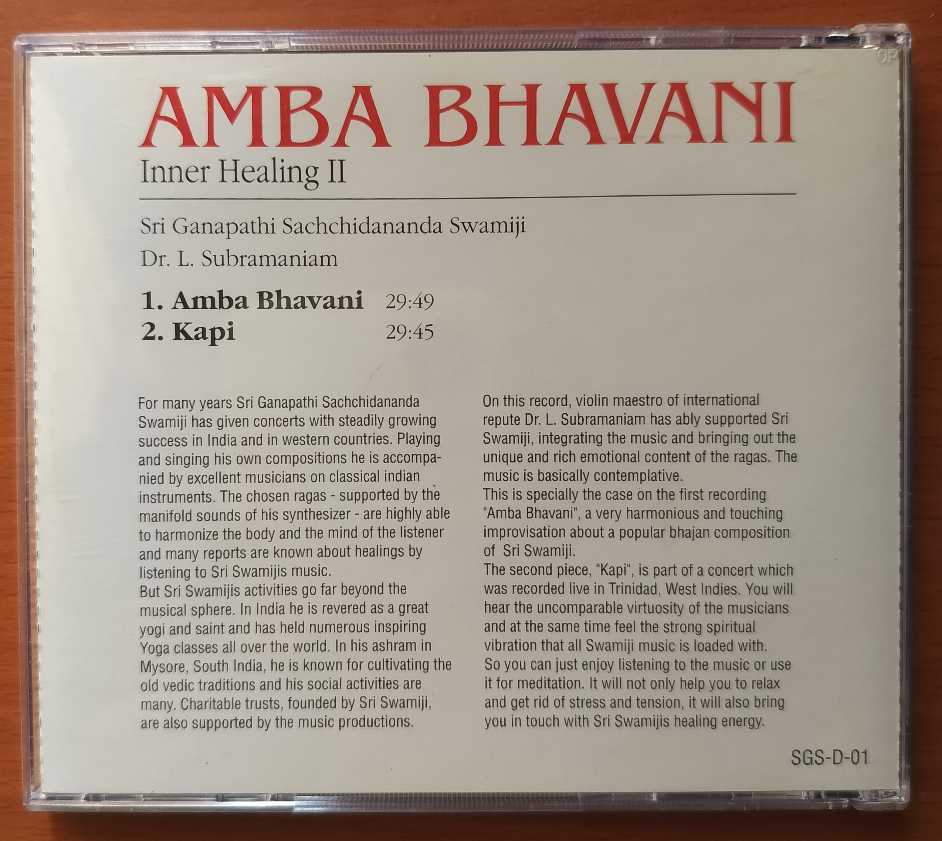 AMBA BHAVANI
Inner Healing II
Sri Ganapathi Sachchidananda Swamiji
Dr. L. Subramaniam
1. Amba Bhavani 29:49
2. Kapi 29:45
For many years Sri Ganapathi Sachchidananda
Swamiji has given concerts with steadily growing
success in India and in western countries. Playing
and singing his own compositions he is accompa-
nied by excellent musicians on classical indian
instruments. The chosen ragas - supported by the
manifold sounds of his synthesizer - are highly able
to harmonize the body and the mind of the listener
and many reports are known about healings by
listening to Sri Swamijis music.
But Sri Swamijis activities go far beyond the
musical sphere. In India he is revered as a great
yogi and saint and has held numerous inspiring
Yoga classes all over the world. In his ashram in
Mysore, South India, he is known for cultivating the
old vedic traditions and his social activities are
many. Charitable trusts, founded by Sri Swamiji,
are also supported by the music productions.
On this record, violin maestro of international
repute Dr. L. Subramaniam has ably supported Sri
Swamiji, integrating the music and bringing out the
unique and rich emotional content of the ragas. The
music is basically contemplative.
This is specially the case on the first recording
"Amba Bhavani", a very harmonious and touching
improvisation about a popular bhajan composition
of Sri Swamiji.
The second piece, "Kapi", is part of a concert which
was recorded live in Trinidad, West Indies. You will
hear the uncomparable virtuosity of the musicians
and at the same time feel the strong spiritual
vibration that all Swamiji music is loaded with.
So you can just enjoy listening to the music or use
it for meditation. It will not only help you to relax
and get rid of stress and tension, it will also bring
you in touch with Sri Swamijis healing energy.
SGS-D-01